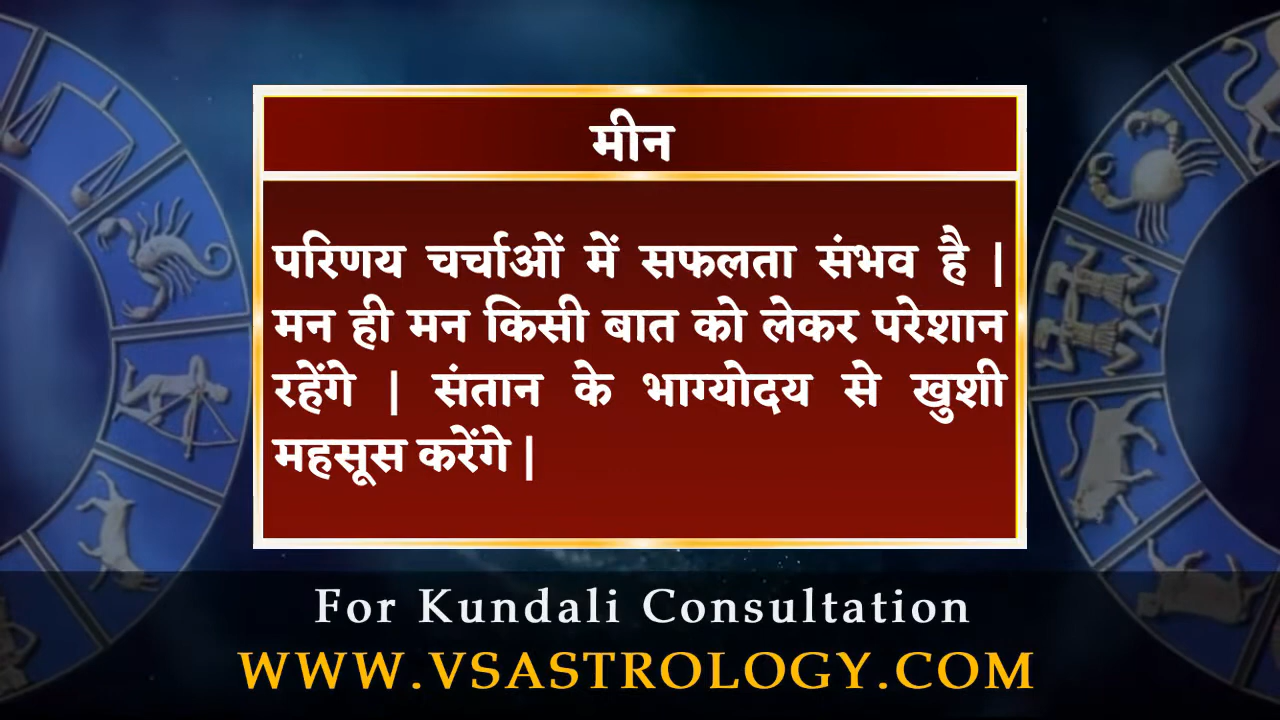 मीन
परिणय चर्चाओं में सफलता संभव है |
मन ही मन किसी बात को लेकर परेशान
रहेंगे | संतान के भाग्योदय से खुशी
महसूस करेंगे |
For Kundali Consultation
WWW.VSASTROLOGY.COM